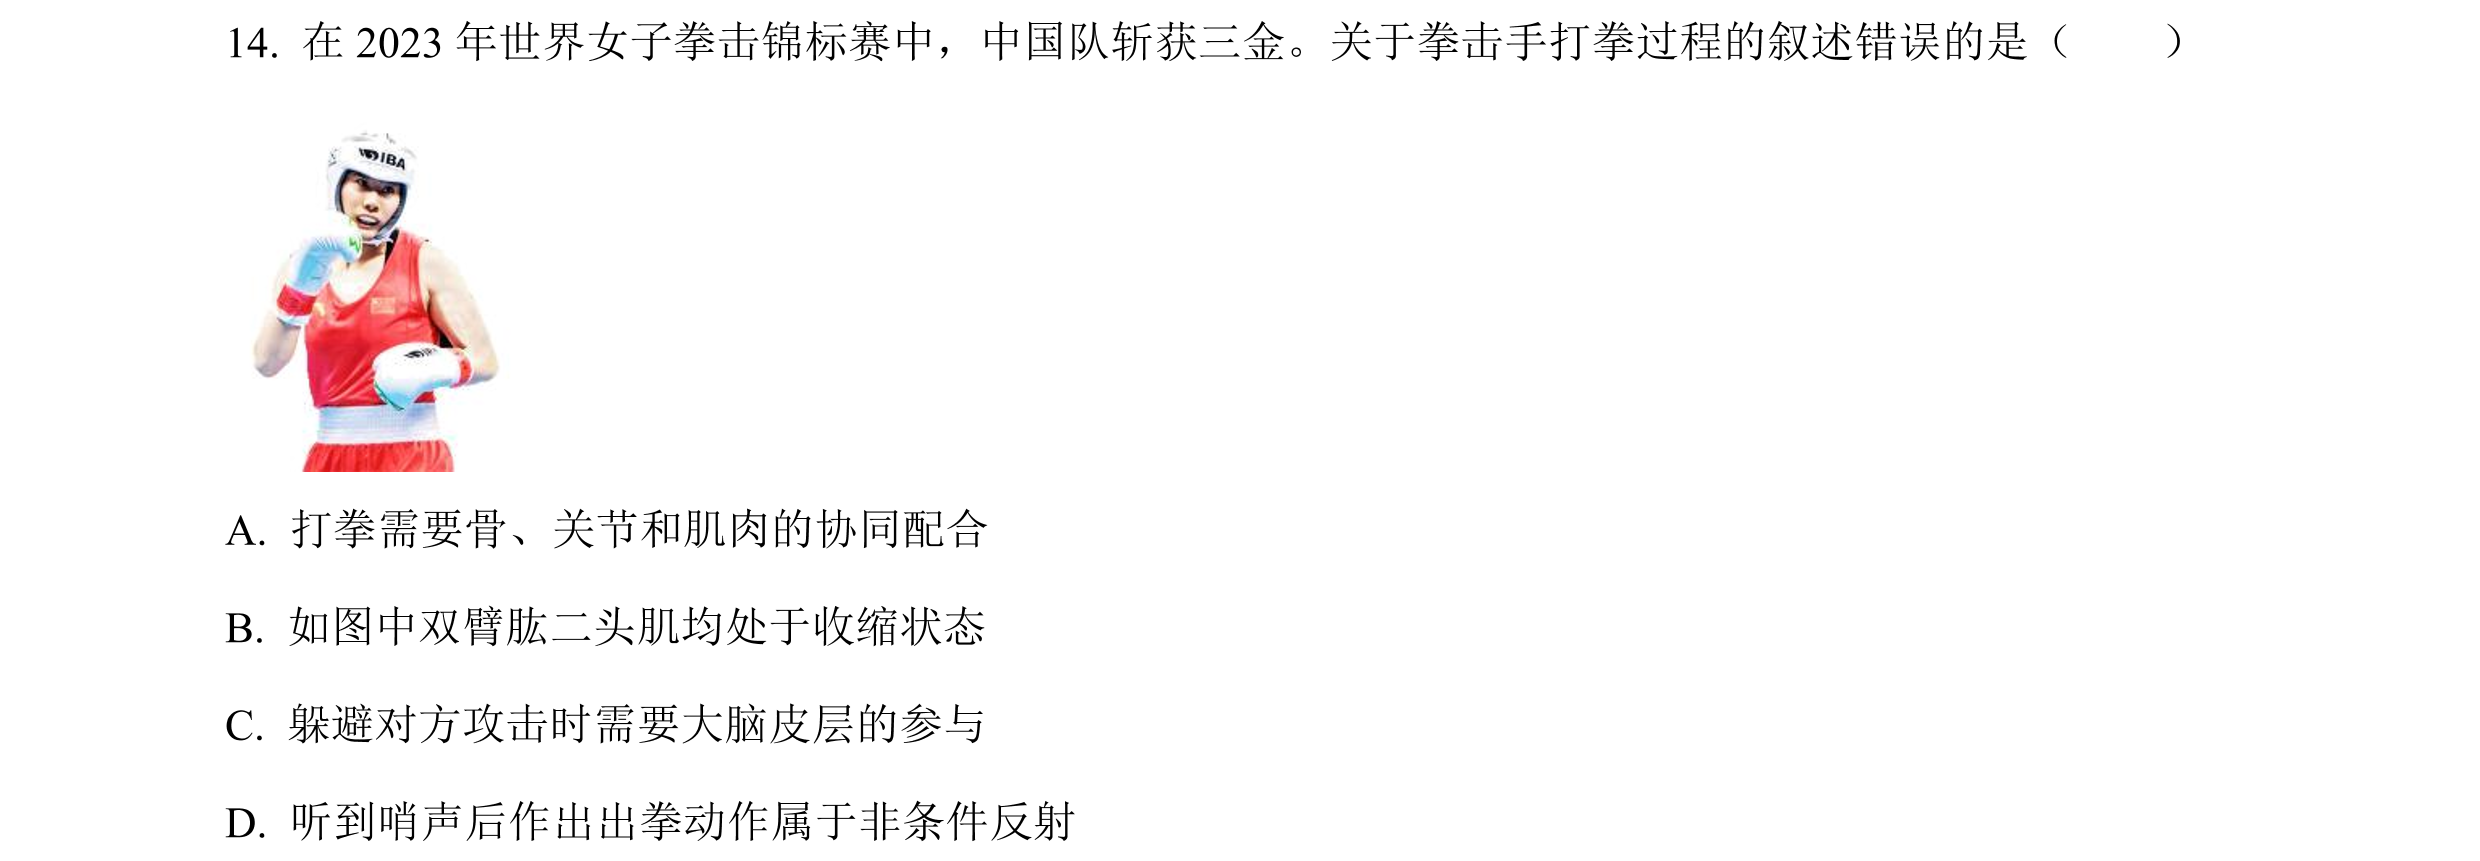 14. 在 2023 年世界女子拳击锦标赛中，中国队斩获三金。关于拳击手打拳过程的叙述错误的是（　　）
IBA
A. 打拳需要骨、关节和肌肉的协同配合
B. 如图中双臂肱二头肌均处于收缩状态
C. 躲避对方攻击时需要大脑皮层的参与
D. 听到哨声后作出出拳动作属于非条件反射